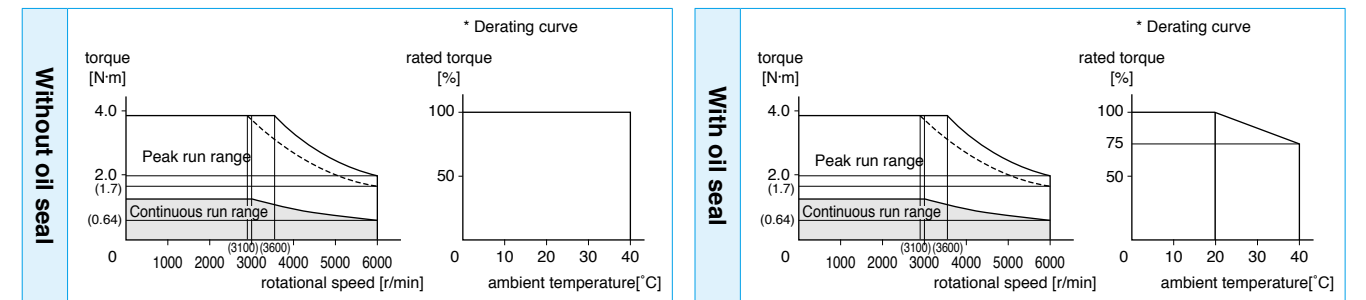 Without oil seal
* Derating curve
torque
[N·m]
4.0
2.0
(1.7)
(0.64)
0
Peak run range
Continuous run range
(3100)
(3600)
1000 2000 3000 4000 5000 6000
rotational speed [r/min]
rated torque
[%]
100
50
0
10 20 30 40
ambient temperature[˚C]
With oil seal
* Derating curve
torque
[N·m]
4.0
2.0
(1.7)
(0.64)
0
Peak run range
Continuous run range
(3100)
(3600)
1000 2000 3000 4000 5000 6000
rotational speed [r/min]
rated torque
[%]
100
75
50
0
10 20 30 40
ambient temperature[˚C]